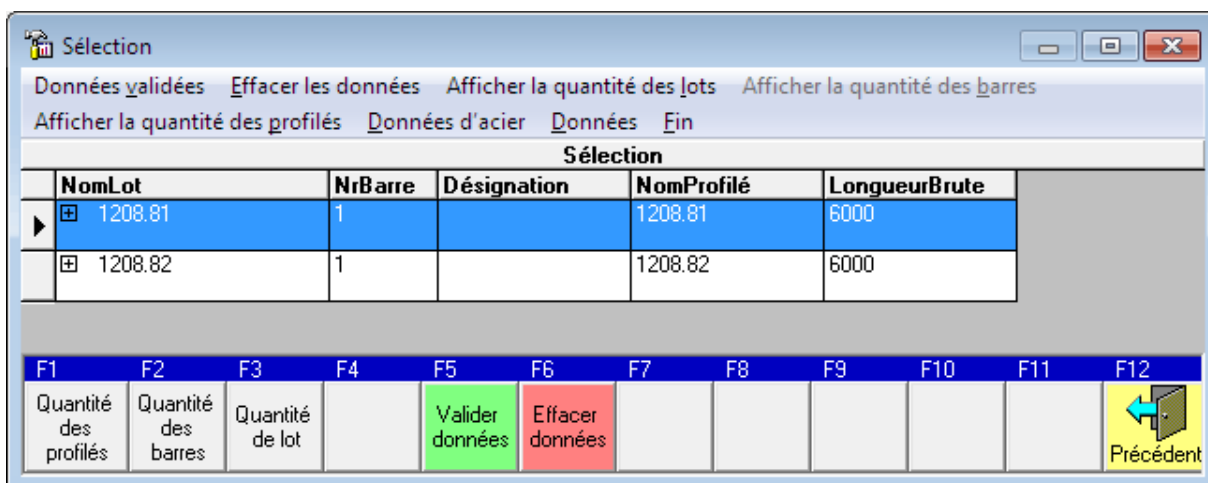 Sélection
Données validées Effacer les données Afficher la quantité des lots Afficher la quantité des barres
Afficher la quantité des profilés Données d'acier Données Fin
Sélection
NomLot NrBarre Désignation NomProfilé LongueurBrute
1208.81 1 1208.81 6000
1208.82 1 1208.82 6000
F1 F2 F3 F4 F5 F6 F7 F8 F9 F10 F11 F12
Quantité des profilés
Quantité des barres
Quantité de lot
Valider données
Effacer données
Précédent